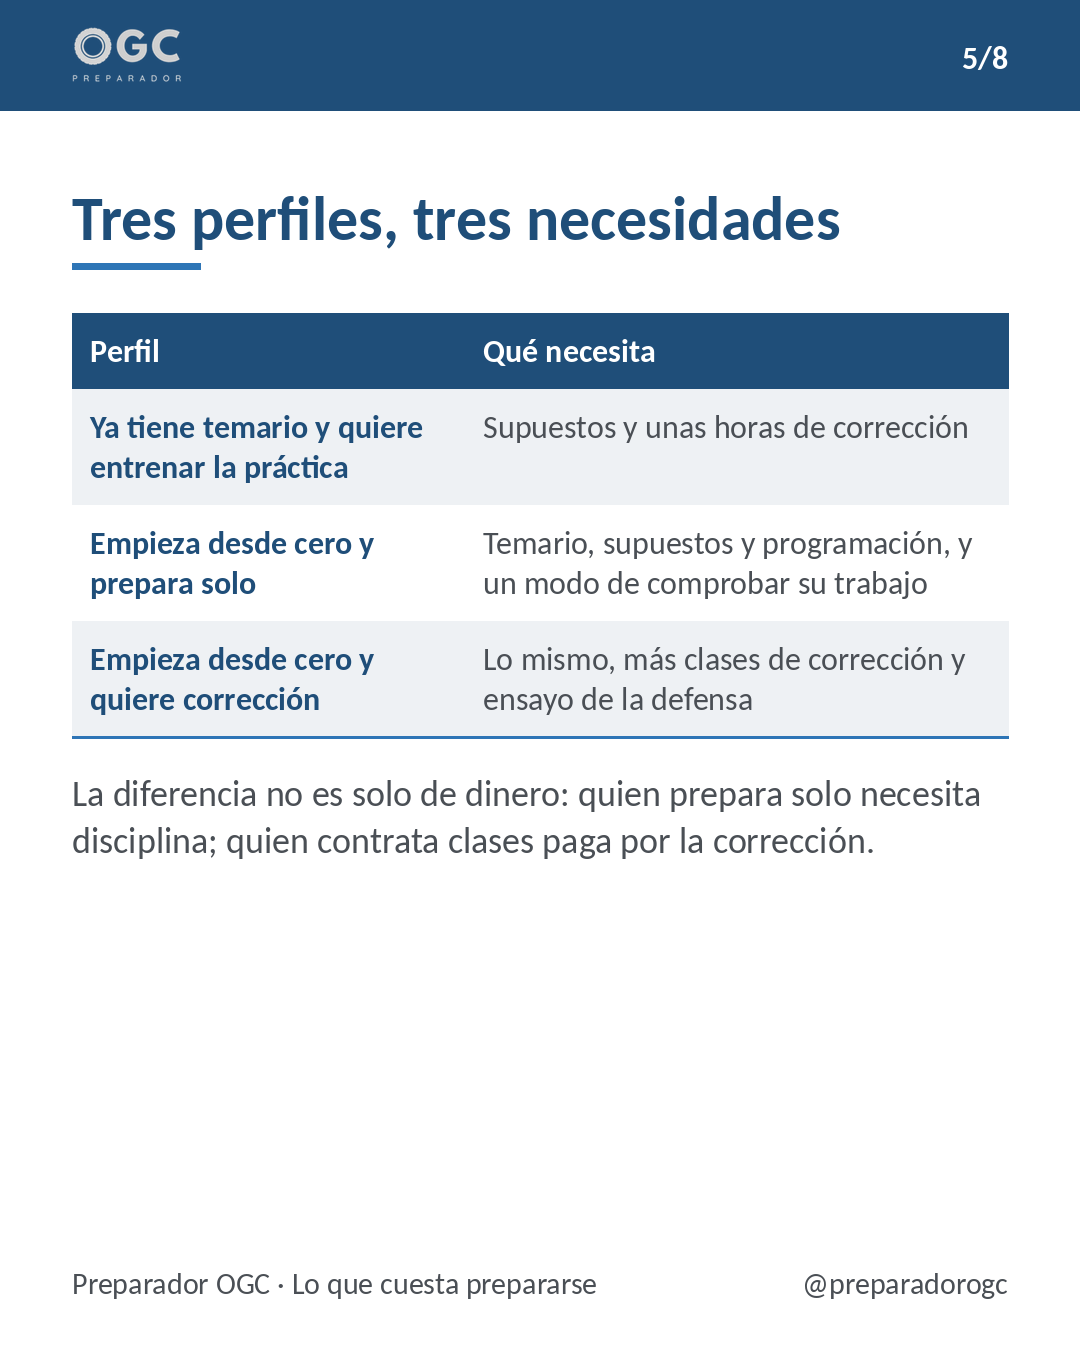 OGC
PREPARADOR
5/8
Tres perfiles, tres necesidades
Perfil
Qué necesita
Ya tiene temario y quiere
entrenar la práctica
Supuestos y unas horas de corrección
Empieza desde cero y
prepara solo
Temario, supuestos y programación, y
un modo de comprobar su trabajo
Empieza desde cero y
quiere corrección
Lo mismo, más clases de corrección y
ensayo de la defensa
La diferencia no es solo de dinero: quien prepara solo necesita
disciplina; quien contrata clases paga por la corrección.
Preparador OGC · Lo que cuesta prepararse
@preparadorogc